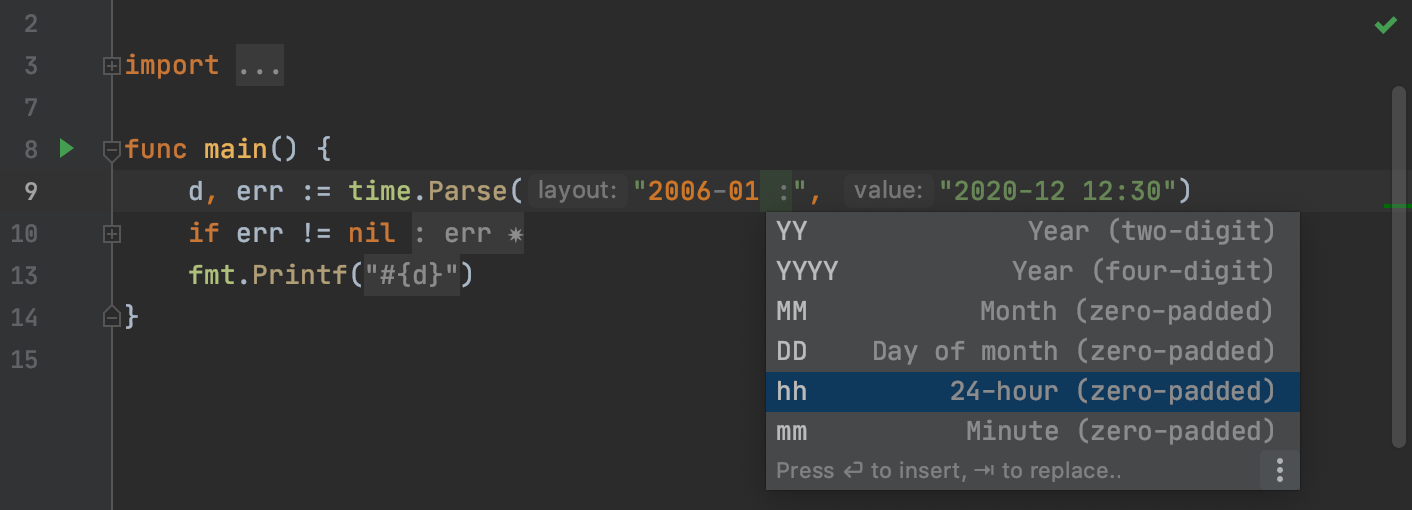 2
3 import ...
7
8 func main() {
9 d, err := time.Parse( layout: "2006-01 :", value: "2020-12 12:30")
10 if err != nil : err ✷
13 fmt.Printf("#{d}")
14 }
15
YY Year (two-digit)
YYYY Year (four-digit)
MM Month (zero-padded)
DD Day of month (zero-padded)
hh 24-hour (zero-padded)
mm Minute (zero-padded)
Press ↵ to insert, ⇥ to replace..